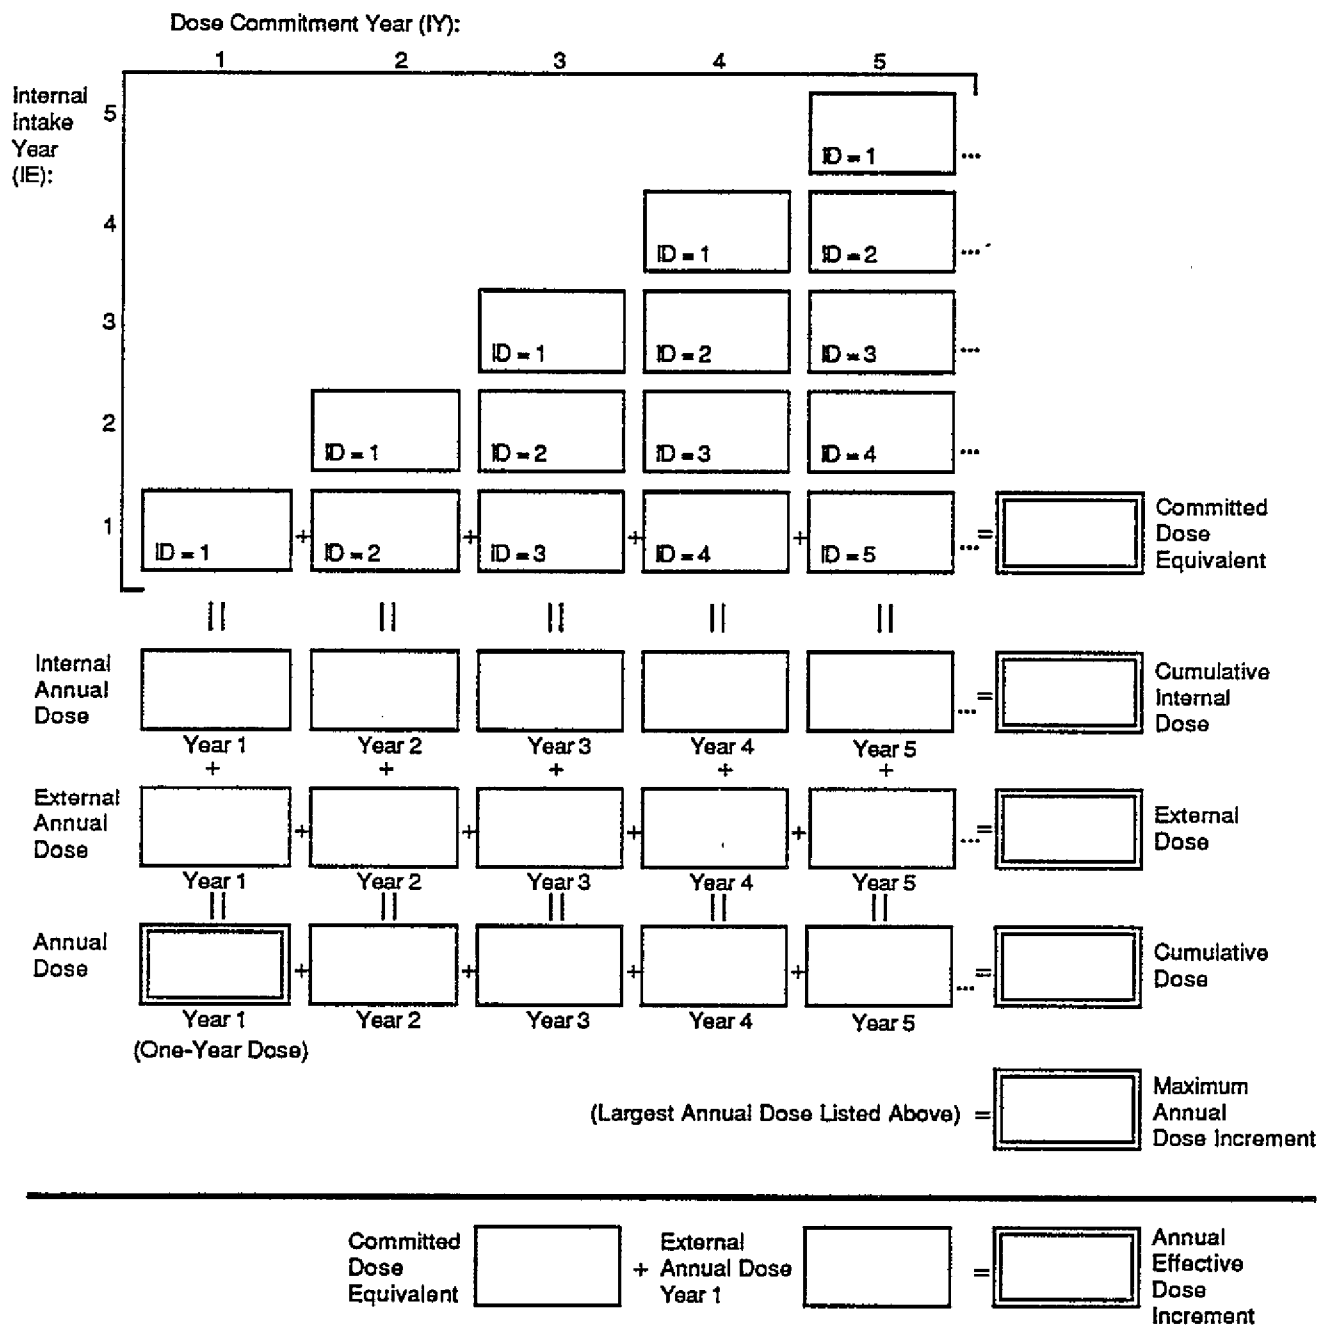 Dose Commitment Year (IY):
1 2 3 4 5
Internal
Intake
Year
(IE):
5
ID = 1 ...
4
ID = 1 ID = 2 ...
3
ID = 1 ID = 2 ID = 3 ...
2
ID = 1 ID = 2 ID = 3 ID = 4 ...
1
ID = 1 + ID = 2 + ID = 3 + ID = 4 + ID = 5 ... =
Committed
Dose
Equivalent
|| || || || ||
Internal
Annual
Dose
... =
Cumulative
Internal
Dose
Year 1 Year 2 Year 3 Year 4 Year 5
+ + + + +
External
Annual
Dose
+ + + + ... =
External
Dose
Year 1 Year 2 Year 3 Year 4 Year 5
|| || || || ||
Annual
Dose
+ + + + ... =
Cumulative
Dose
Year 1 Year 2 Year 3 Year 4 Year 5
(One-Year Dose)
(Largest Annual Dose Listed Above) =
Maximum
Annual
Dose Increment
Committed
Dose
Equivalent
+
External
Annual Dose
Year 1
=
Annual
Effective
Dose
Increment